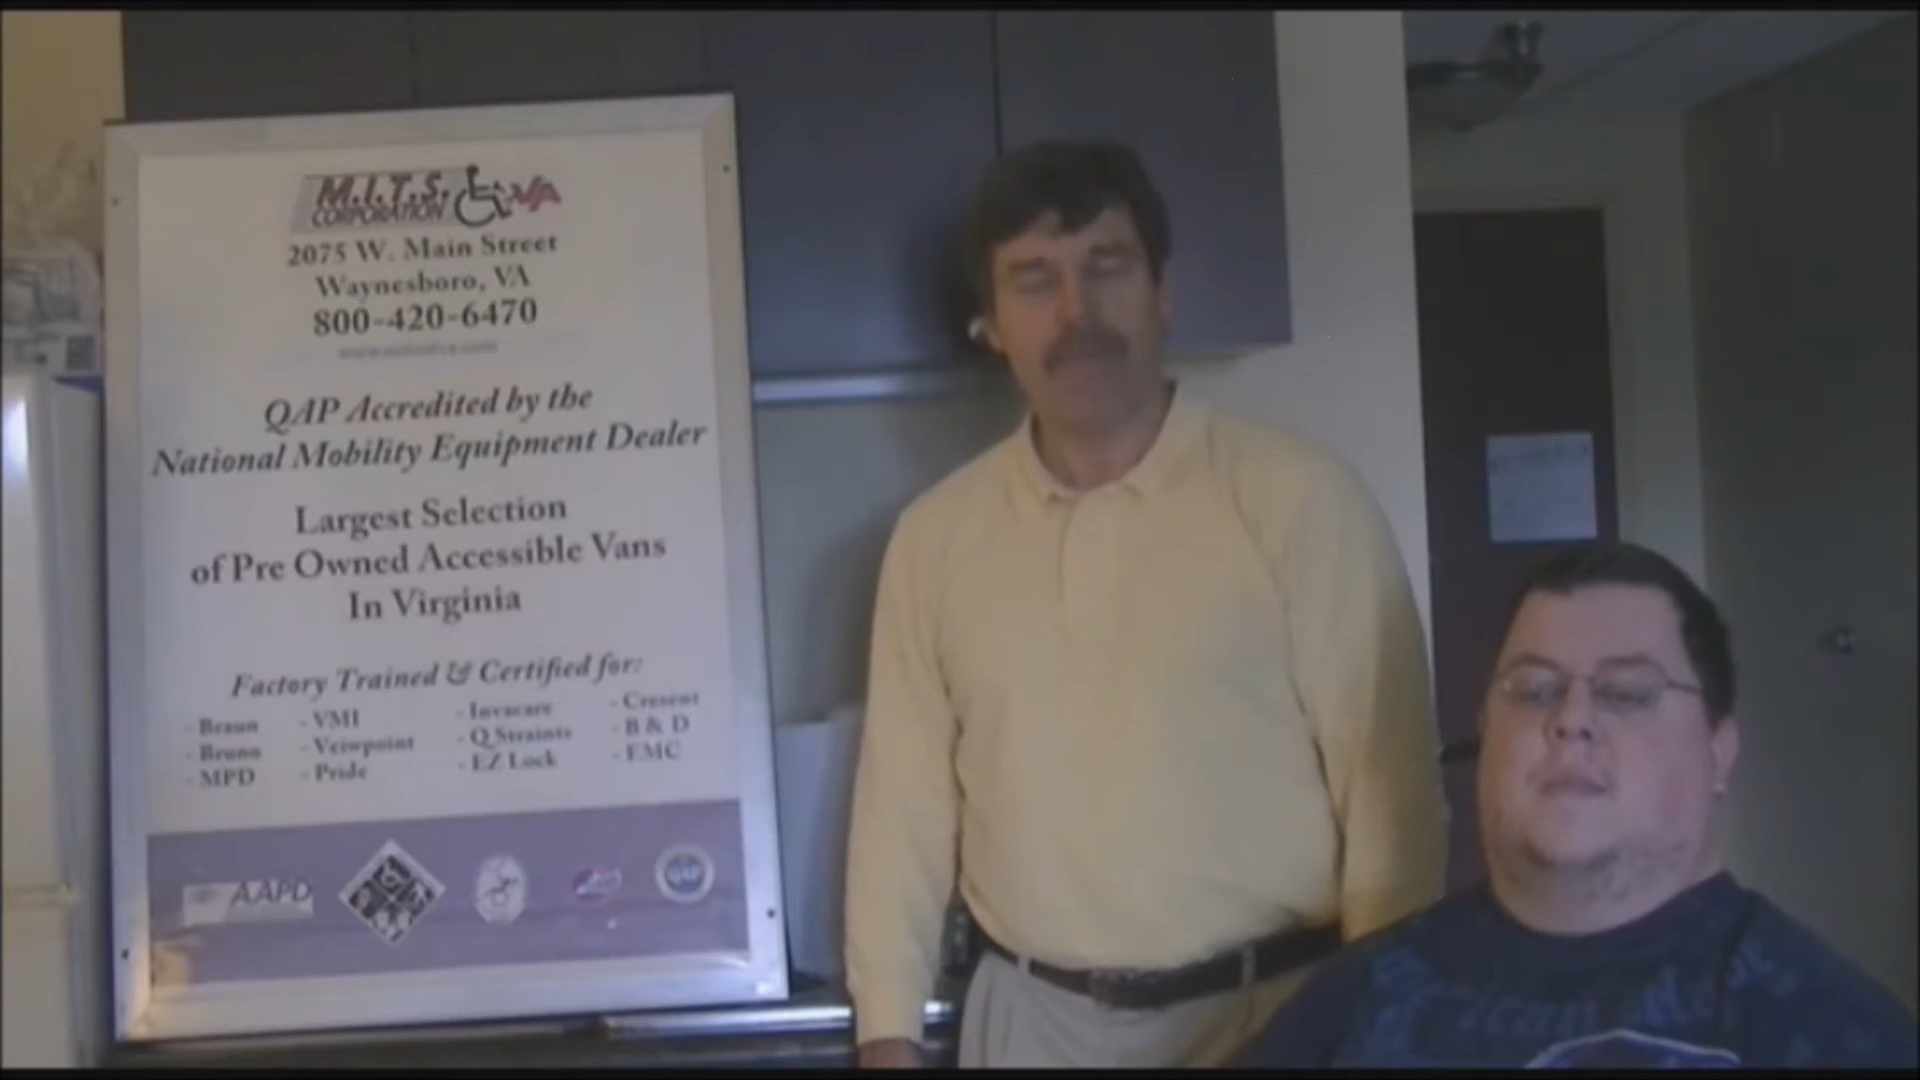 M.I.T.S.
CORPORATION VA
2075 W. Main Street
Waynesboro, VA
800-420-6470
QAP Accredited by the
National Mobility Equipment Dealer
Largest Selection
of Pre Owned Accessible Vans
In Virginia
Factory Trained & Certified for:
- Braun - VMI - Invacare - Cresent
- Bruno - Veiwpoint - Q Straints - B & D
- MPD - Pride - EZ Lock - EMC
AAPD QAP